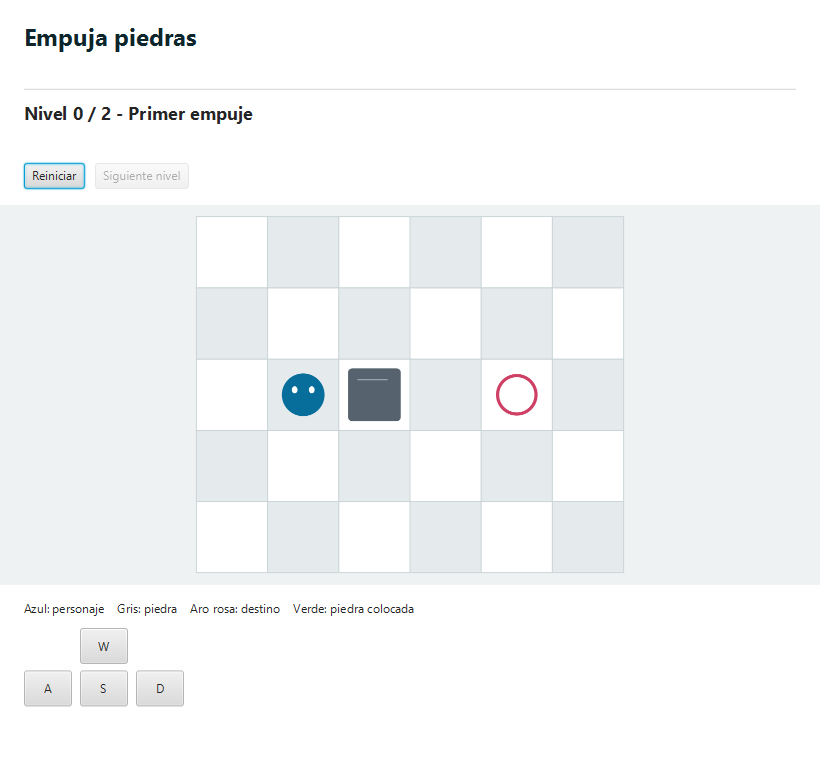 Empuja piedras
Nivel 0 / 2 - Primer empuje
Reiniciar Siguiente nivel
Azul: personaje Gris: piedra Aro rosa: destino Verde: piedra colocada
W
A S D